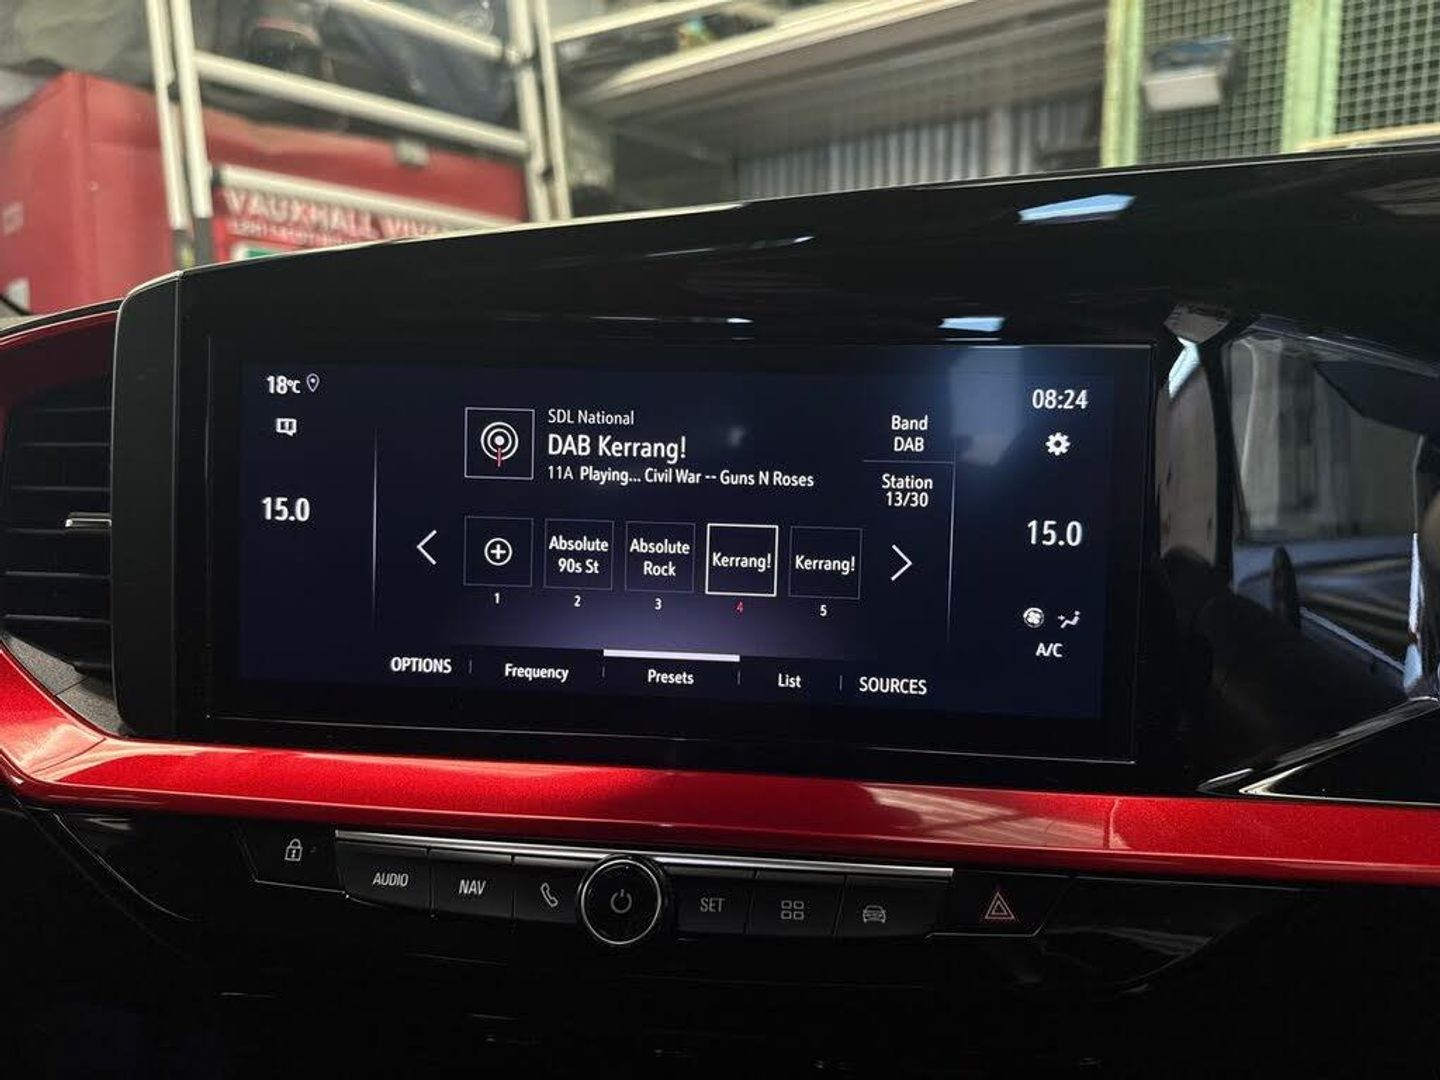 VAUXHALL VIV
18°C
15.0
SDL National
DAB Kerrang!
11A Playing... Civil War -- Guns N Roses
Band
DAB
Station
13/30
08:24
15.0
A/C
Absolute
90s St
Absolute
Rock
Kerrang!
Kerrang!
1
2
3
4
5
OPTIONS
Frequency
Presets
List
SOURCES
AUDIO
NAV
SET